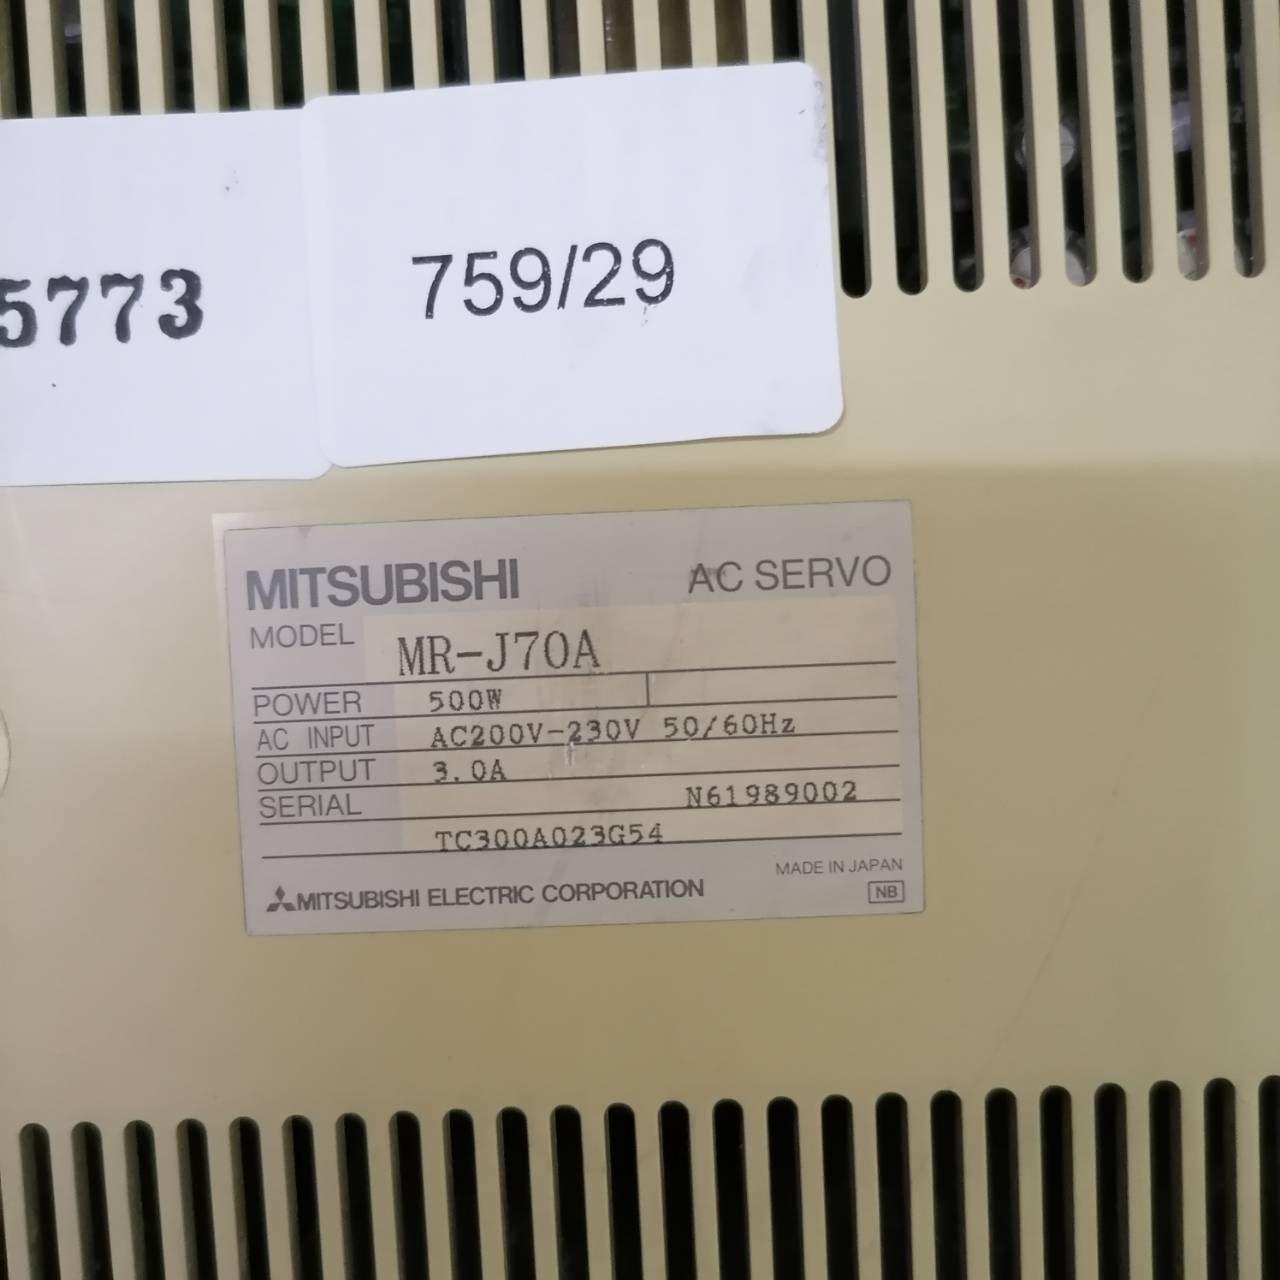 5773
759/29
MITSUBISHI AC SERVO
MODEL MR-J70A
POWER 500W
AC INPUT AC200V-230V 50/60Hz
OUTPUT 3.0A
SERIAL N61989002
TC300A023G54
MADE IN JAPAN
MITSUBISHI ELECTRIC CORPORATION NB